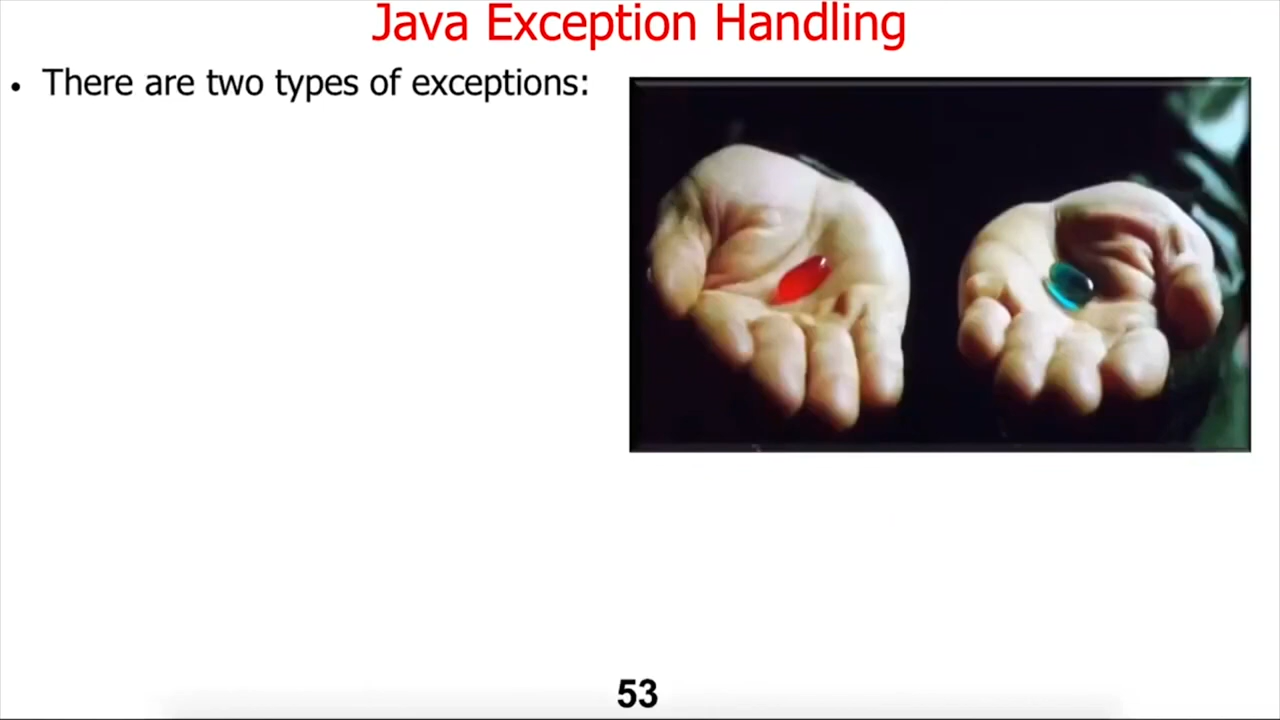 Java Exception Handling
• There are two types of exceptions:
53